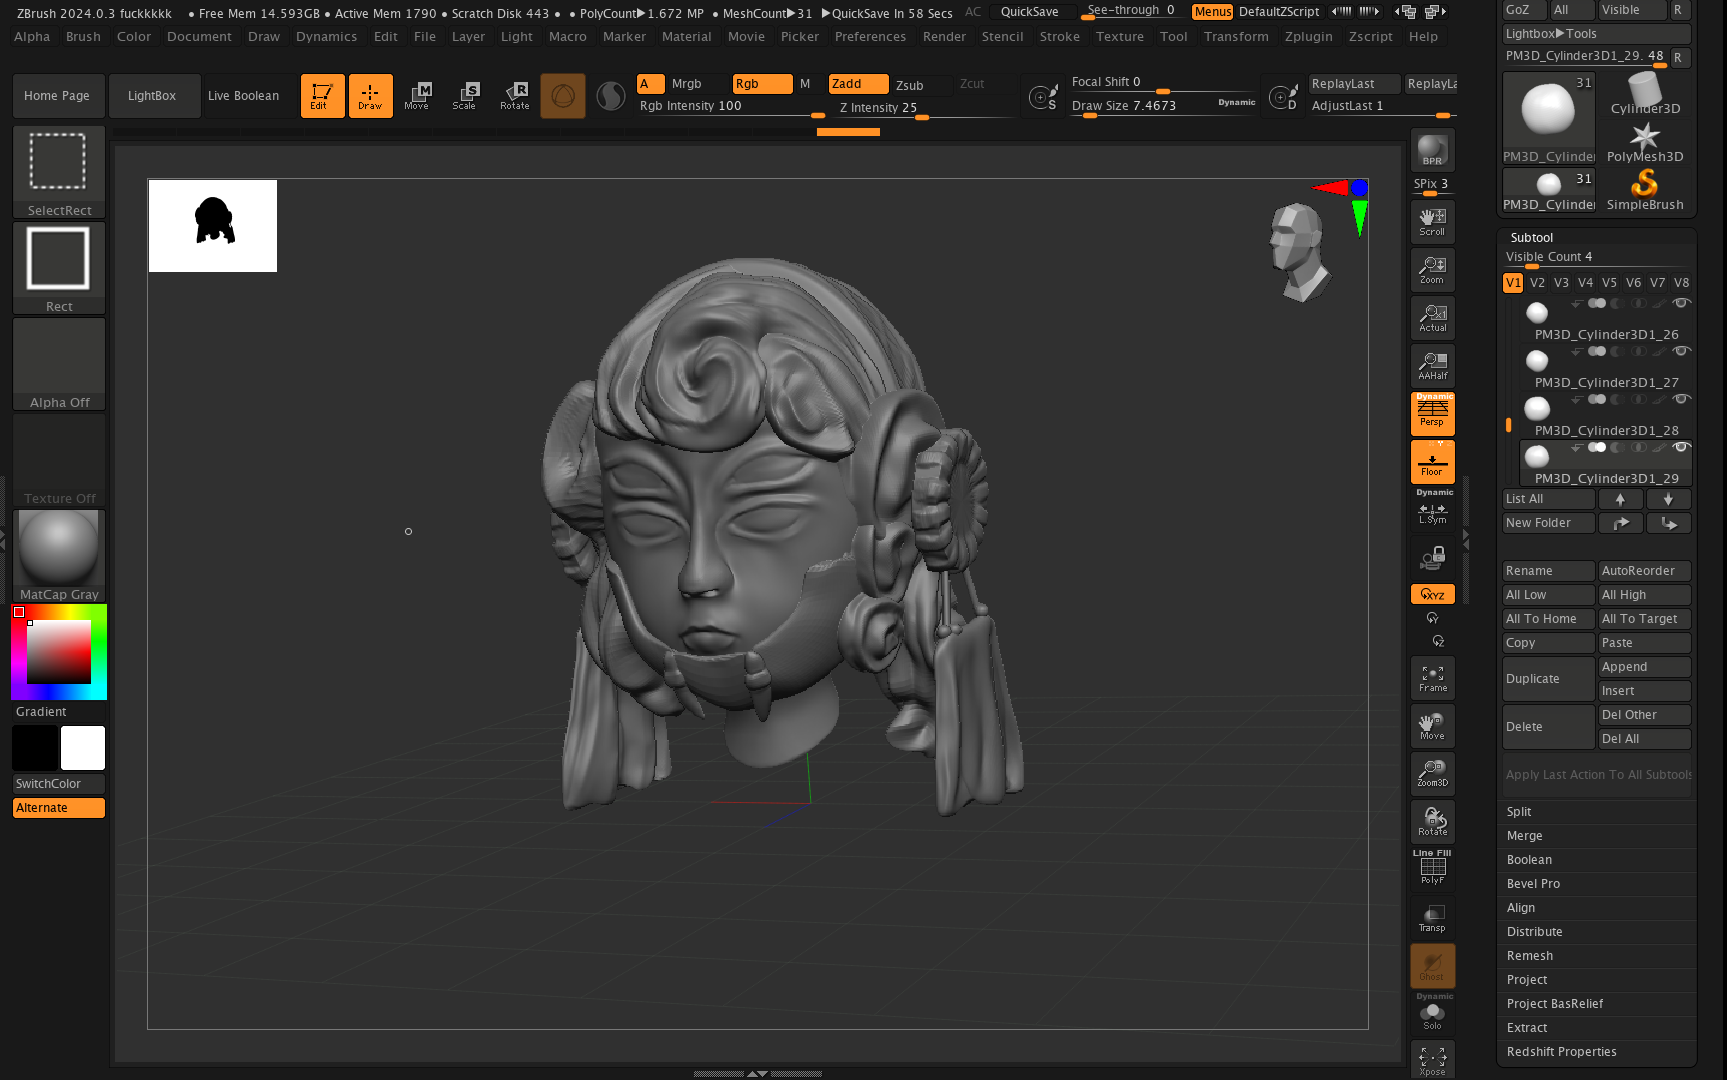 ZBrush 2024.0.3 fuckkkkk • Free Mem 14.593GB • Active Mem 1790 • Scratch Disk 443 • • PolyCount▶1.672 MP • MeshCount▶31 ▶QuickSave In 58 Secs AC QuickSave See-through 0 Menus DefaultZScript
Alpha Brush Color Document Draw Dynamics Edit File Layer Light Macro Marker Material Movie Picker Preferences Render Stencil Stroke Texture Tool Transform Zplugin Zscript Help
Home Page LightBox Live Boolean
Edit Draw Move Scale Rotate
M S R
A Mrgb Rgb M Zadd Zsub Zcut
Rgb Intensity 100 Z Intensity 25
S
Focal Shift 0
Draw Size 7.4673 Dynamic
D
ReplayLast ReplayLa
AdjustLast 1
SelectRect
Rect
Alpha Off
Texture Off
MatCap Gray
Gradient
SwitchColor
Alternate
BPR
SPix 3
Scroll
Zoom
Actual
AAHalf
Dynamic
Persp
Floor
Dynamic
L.Sym
XYZ
Y
Z
Frame
Move
Zoom3D
Rotate
Line Fill
PolyF
Transp
Ghost
Dynamic
Solo
Xpose
GoZ All Visible R
Lightbox▶Tools
PM3D_Cylinder3D1_29. 48 R
31
Cylinder3D
PM3D_Cylinder PolyMesh3D
31
PM3D_Cylinder SimpleBrush
Subtool
Visible Count 4
V1 V2 V3 V4 V5 V6 V7 V8
PM3D_Cylinder3D1_26
PM3D_Cylinder3D1_27
PM3D_Cylinder3D1_28
PM3D_Cylinder3D1_29
List All
New Folder
Rename AutoReorder
All Low All High
All To Home All To Target
Copy Paste
Duplicate Append
Insert
Delete Del Other
Del All
Apply Last Action To All Subtools
Split
Merge
Boolean
Bevel Pro
Align
Distribute
Remesh
Project
Project BasRelief
Extract
Redshift Properties